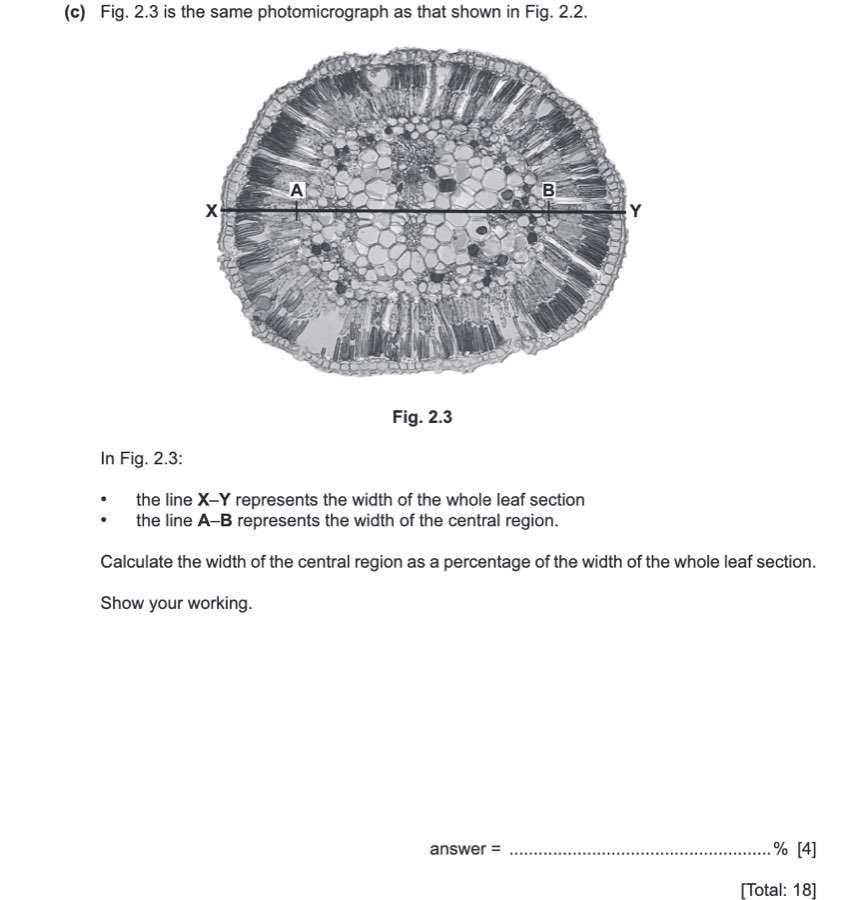 (c) Fig. 2.3 is the same photomicrograph as that shown in Fig. 2.2.
A
B
X
Y
Fig. 2.3
In Fig. 2.3:
• the line X–Y represents the width of the whole leaf section
• the line A–B represents the width of the central region.
Calculate the width of the central region as a percentage of the width of the whole leaf section.
Show your working.
answer = ...................................................... % [4]
[Total: 18]